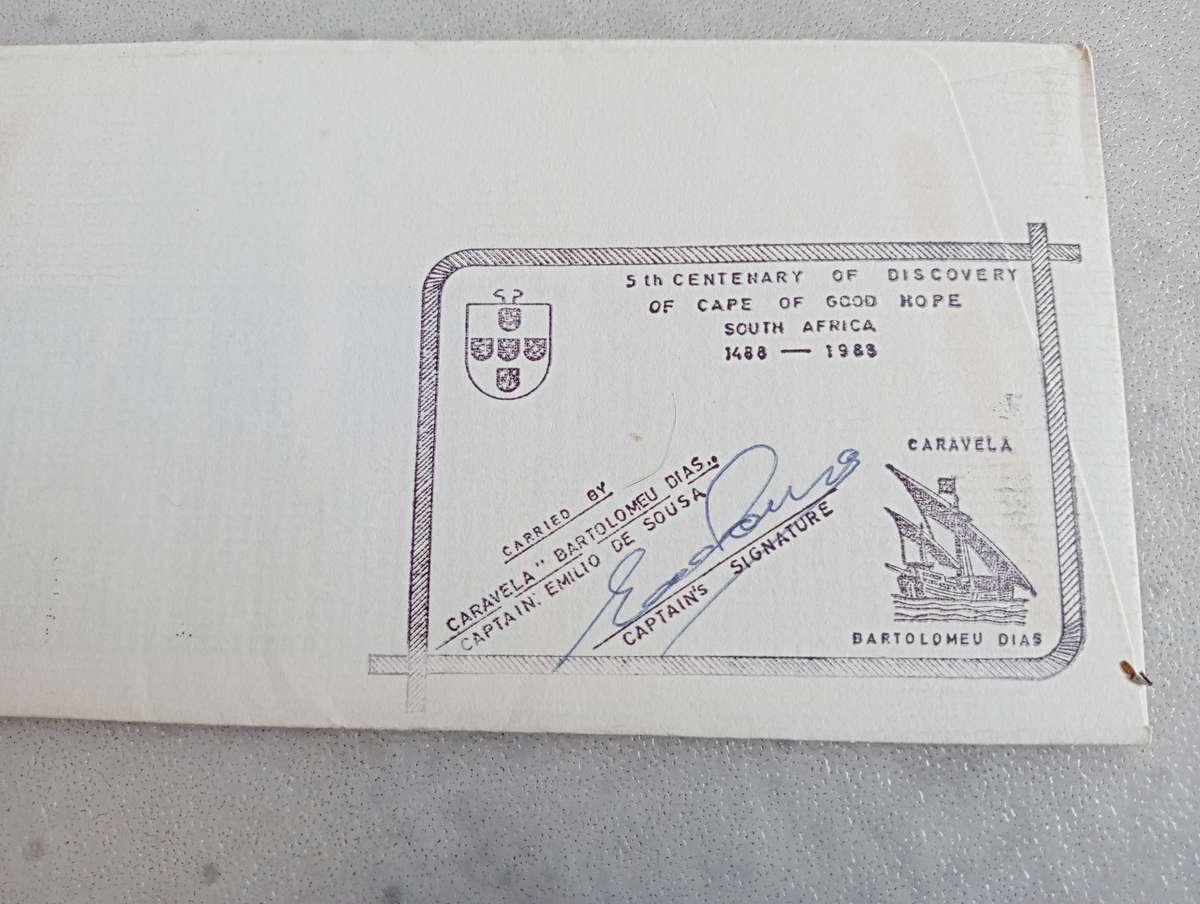 5th CENTENARY OF DISCOVERY
OF CAPE OF GOOD HOPE
SOUTH AFRICA
1488 — 1988
CARRIED BY
CARAVELA "BARTOLOMEU DIAS"
CAPTAIN: EMILIO DE SOUSA
CAPTAIN'S SIGNATURE
CARAVELA
BARTOLOMEU DIAS